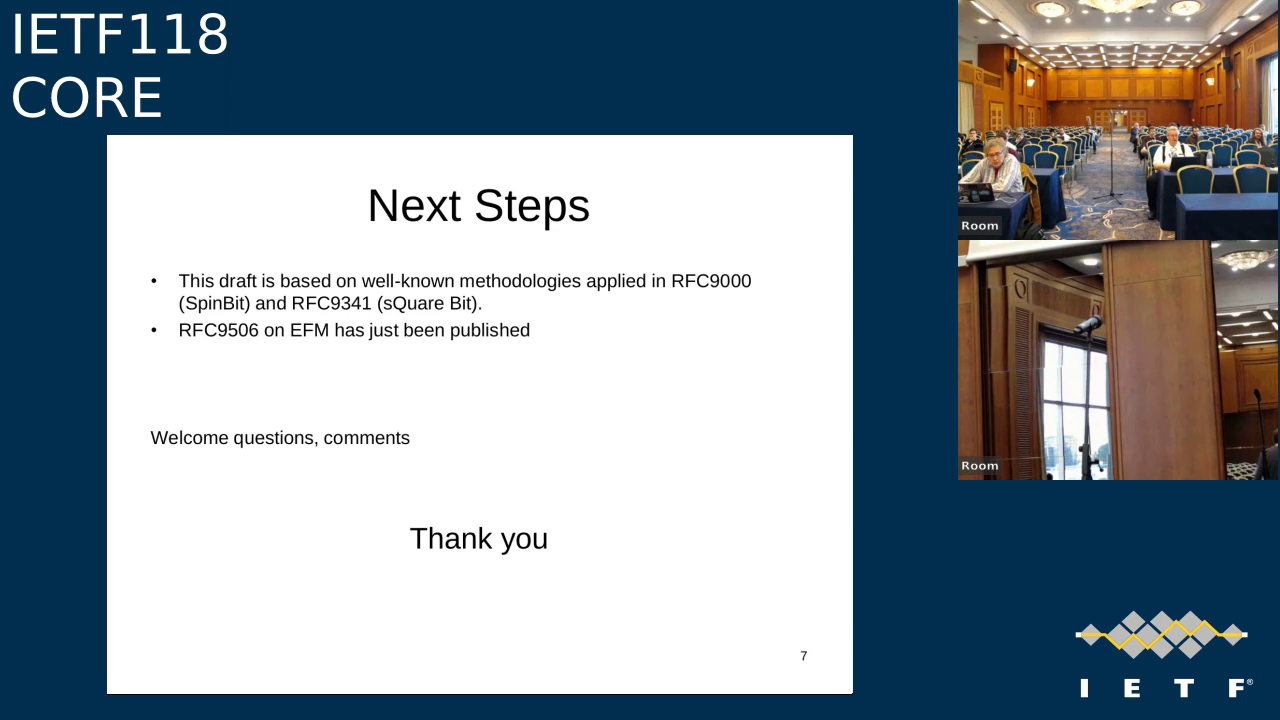 IETF118
CORE
Next Steps
• This draft is based on well-known methodologies applied in RFC9000
(SpinBit) and RFC9341 (sQuare Bit).
• RFC9506 on EFM has just been published
Welcome questions, comments
Thank you
7
Room
Room
I E T F®